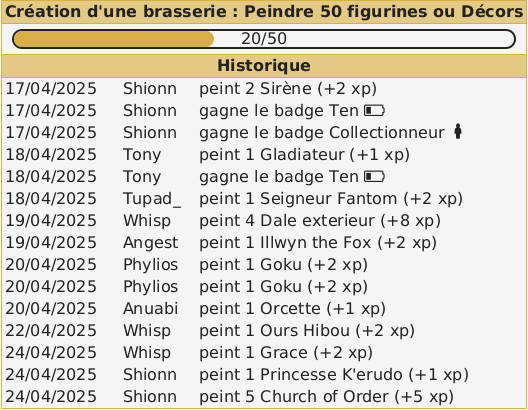 Création d'une brasserie : Peindre 50 figurines ou Décors
20/50
Historique
17/04/2025 Shionn peint 2 Sirène (+2 xp)
17/04/2025 Shionn gagne le badge Ten
17/04/2025 Shionn gagne le badge Collectionneur
18/04/2025 Tony peint 1 Gladiateur (+1 xp)
18/04/2025 Tony gagne le badge Ten
18/04/2025 Tupad_ peint 1 Seigneur Fantom (+2 xp)
19/04/2025 Whisp peint 4 Dale exterieur (+8 xp)
19/04/2025 Angest peint 1 Illwyn the Fox (+2 xp)
20/04/2025 Phylios peint 1 Goku (+2 xp)
20/04/2025 Phylios peint 1 Goku (+2 xp)
20/04/2025 Anuabi peint 1 Orcette (+1 xp)
22/04/2025 Whisp peint 1 Ours Hibou (+2 xp)
24/04/2025 Whisp peint 1 Grace (+2 xp)
24/04/2025 Shionn peint 1 Princesse K'erudo (+1 xp)
24/04/2025 Shionn peint 5 Church of Order (+5 xp)